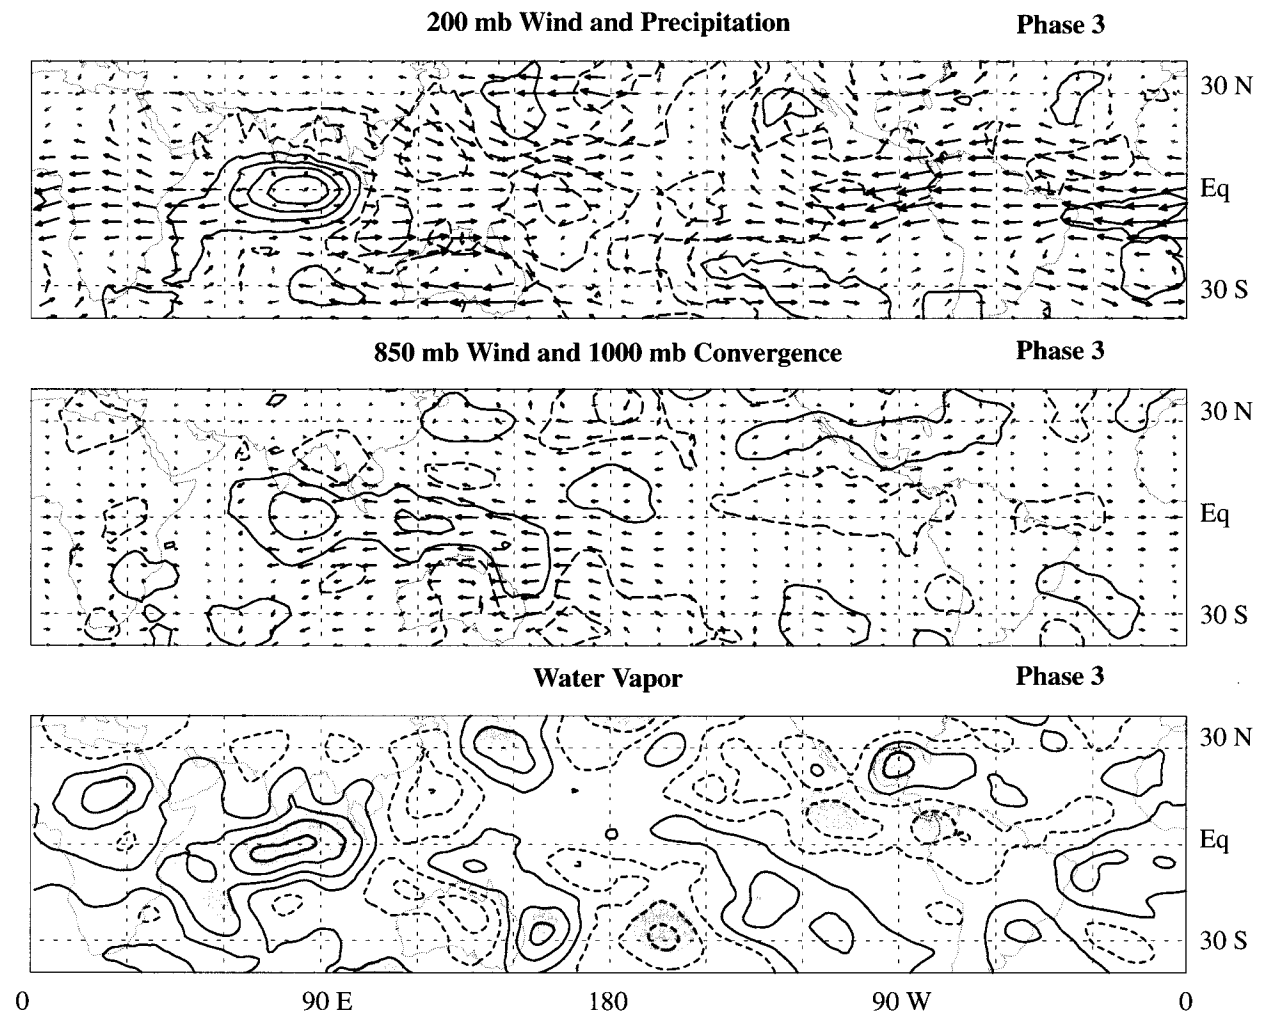 200 mb Wind and Precipitation Phase 3
30 N
Eq
30 S
850 mb Wind and 1000 mb Convergence Phase 3
30 N
Eq
30 S
Water Vapor Phase 3
30 N
Eq
30 S
0 90 E 180 90 W 0